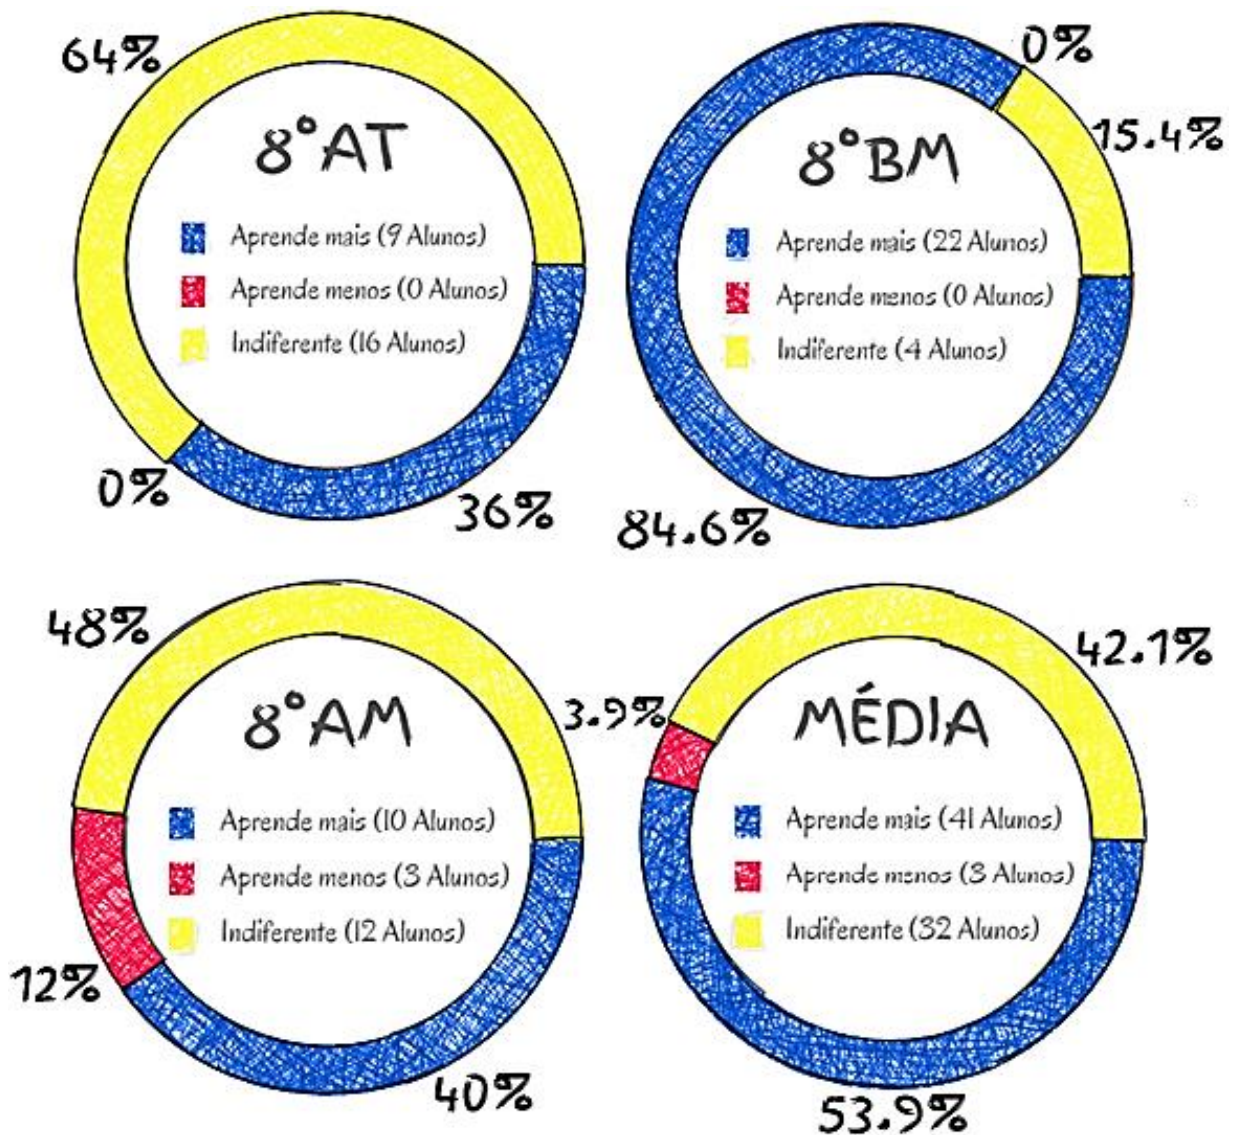 64%
8°AT
Aprende mais (9 Alunos)
Aprende menos (0 Alunos)
Indiferente (16 Alunos)
0%
36%
0%
15.4%
8°BM
Aprende mais (22 Alunos)
Aprende menos (0 Alunos)
Indiferente (4 Alunos)
84.6%
48%
8°AM
Aprende mais (10 Alunos)
Aprende menos (3 Alunos)
Indiferente (12 Alunos)
12%
40%
42.1%
3.9%
MÉDIA
Aprende mais (41 Alunos)
Aprende menos (3 Alunos)
Indiferente (32 Alunos)
53.9%